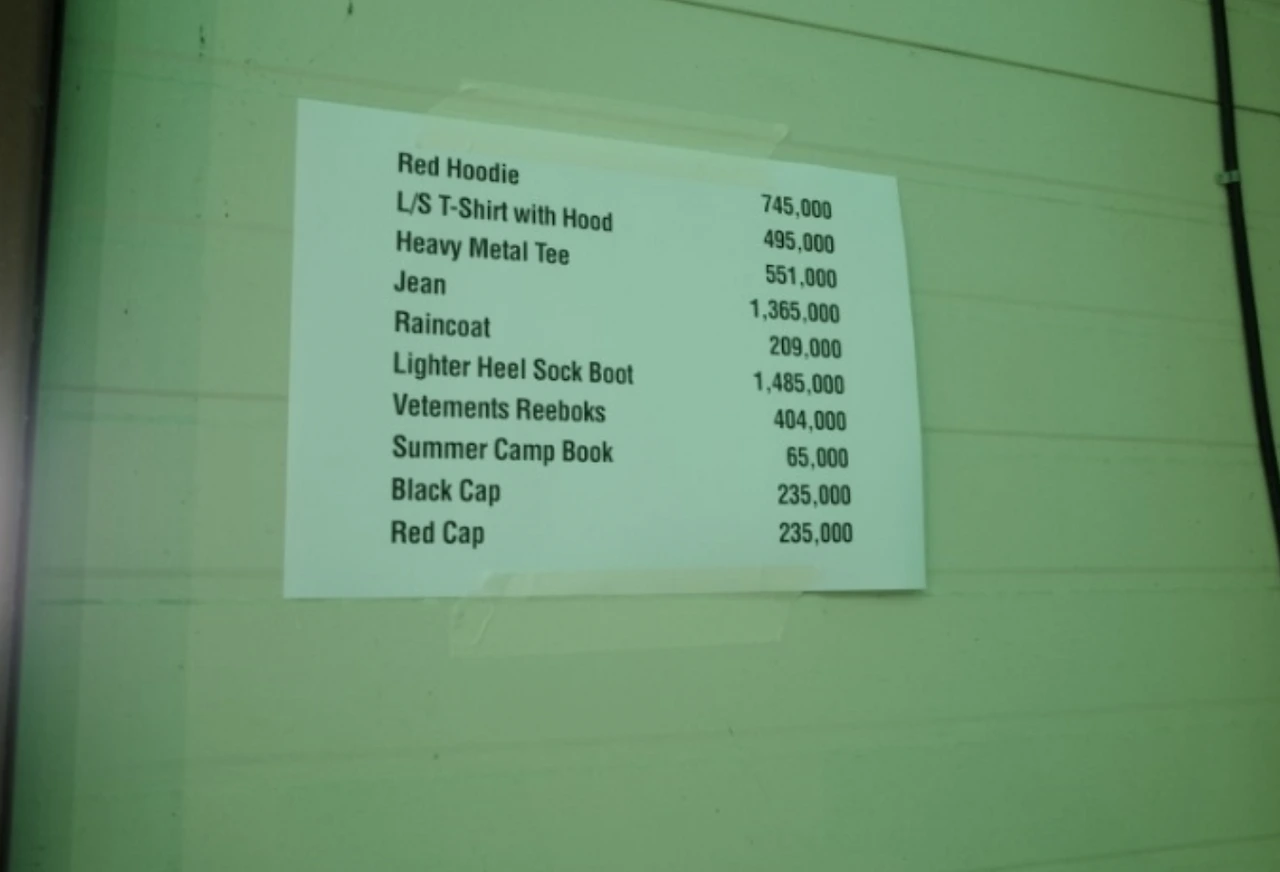 Red Hoodie 745,000
L/S T-Shirt with Hood 495,000
Heavy Metal Tee 551,000
Jean 1,365,000
Raincoat 209,000
Lighter Heel Sock Boot 1,485,000
Vetements Reeboks 404,000
Summer Camp Book 65,000
Black Cap 235,000
Red Cap 235,000